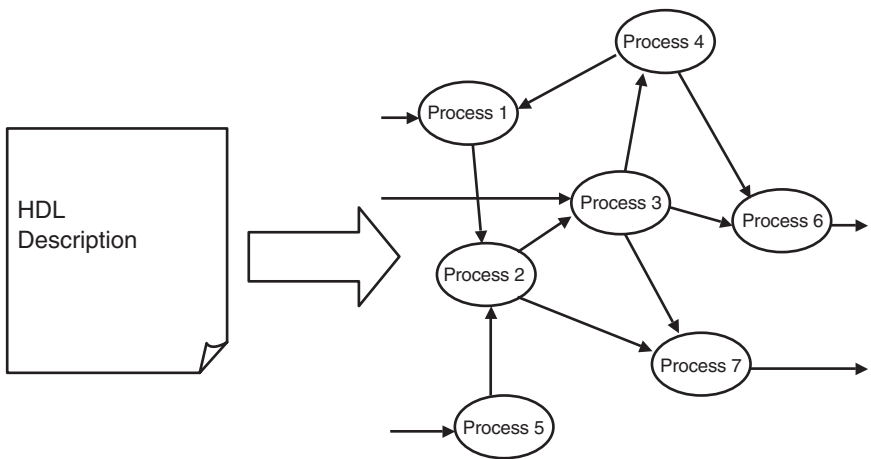 HDL
Description
Process 4
Process 1
Process 3
Process 6
Process 2
Process 7
Process 5